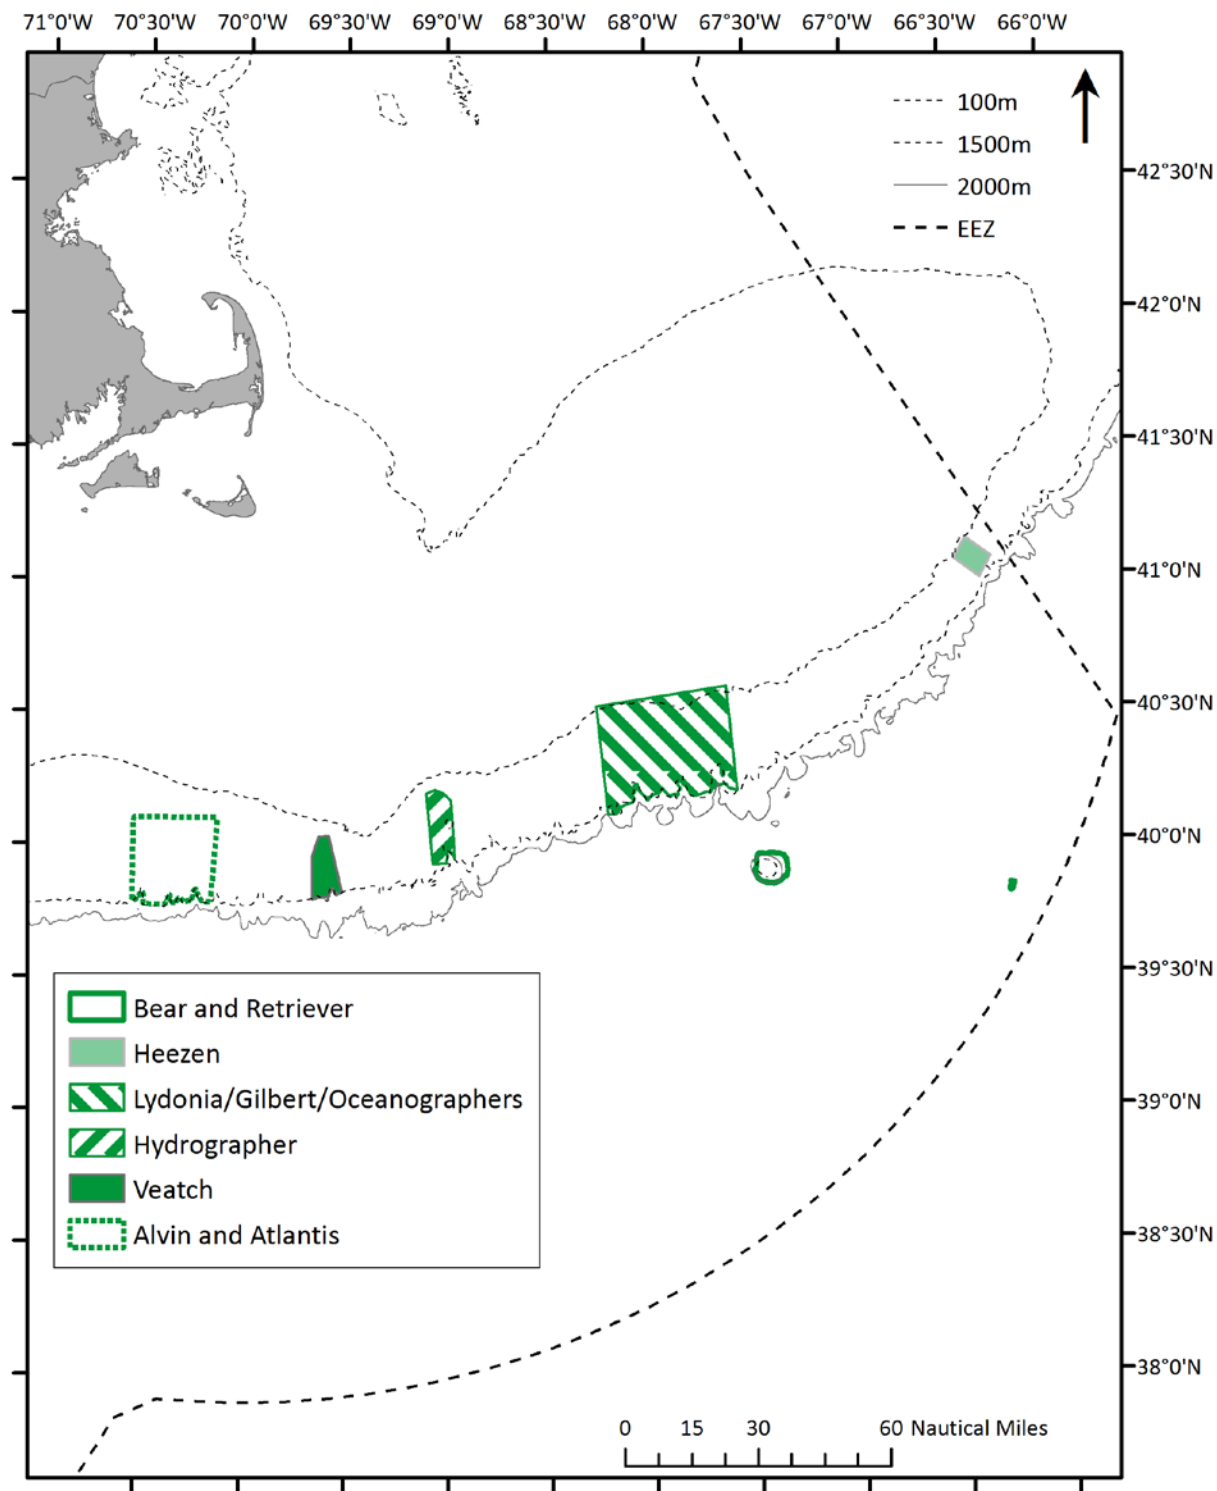 71°0'W 70°30'W 70°0'W 69°30'W 69°0'W 68°30'W 68°0'W 67°30'W 67°0'W 66°30'W 66°0'W
100m
1500m
2000m
EEZ
42°30'N
42°0'N
41°30'N
41°0'N
40°30'N
40°0'N
39°30'N
39°0'N
38°30'N
38°0'N
Bear and Retriever
Heezen
Lydonia/Gilbert/Oceanographers
Hydrographer
Veatch
Alvin and Atlantis
0 15 30 60 Nautical Miles